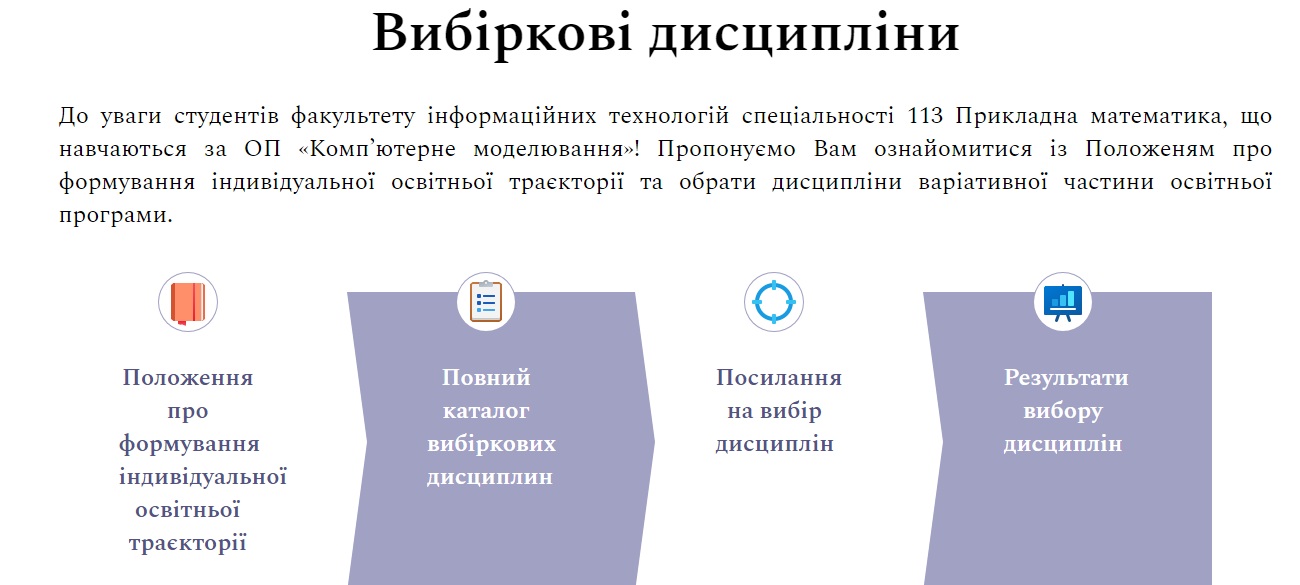 Вибіркові дисципліни
До уваги студентів факультету інформаційних технологій спеціальності 113 Прикладна математика, що
навчаються за ОП «Комп’ютерне моделювання»! Пропонуємо Вам ознайомитися із Положеням про
формування індивідуальної освітньої траєкторії та обрати дисципліни варіативної частини освітньої
програми.
Положення
про
формування
індивідуальної
освітньої
траєкторії
Повний
каталог
вибіркових
дисциплин
Посилання
на вибір
дисциплін
Результати
вибору
дисциплін